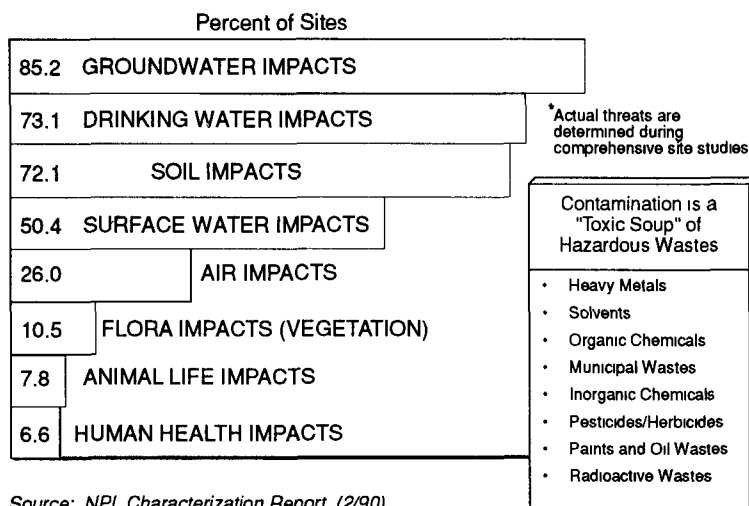 Percent of Sites
85.2 GROUNDWATER IMPACTS
73.1 DRINKING WATER IMPACTS
72.1 SOIL IMPACTS
50.4 SURFACE WATER IMPACTS
26.0 AIR IMPACTS
10.5 FLORA IMPACTS (VEGETATION)
7.8 ANIMAL LIFE IMPACTS
6.6 HUMAN HEALTH IMPACTS
*Actual threats are
determined during
comprehensive site studies
Contamination is a
"Toxic Soup" of
Hazardous Wastes
• Heavy Metals
• Solvents
• Organic Chemicals
• Municipal Wastes
• Inorganic Chemicals
• Pesticides/Herbicides
• Paints and Oil Wastes
• Radioactive Wastes
Source: NPL Characterization Report, (2/90)